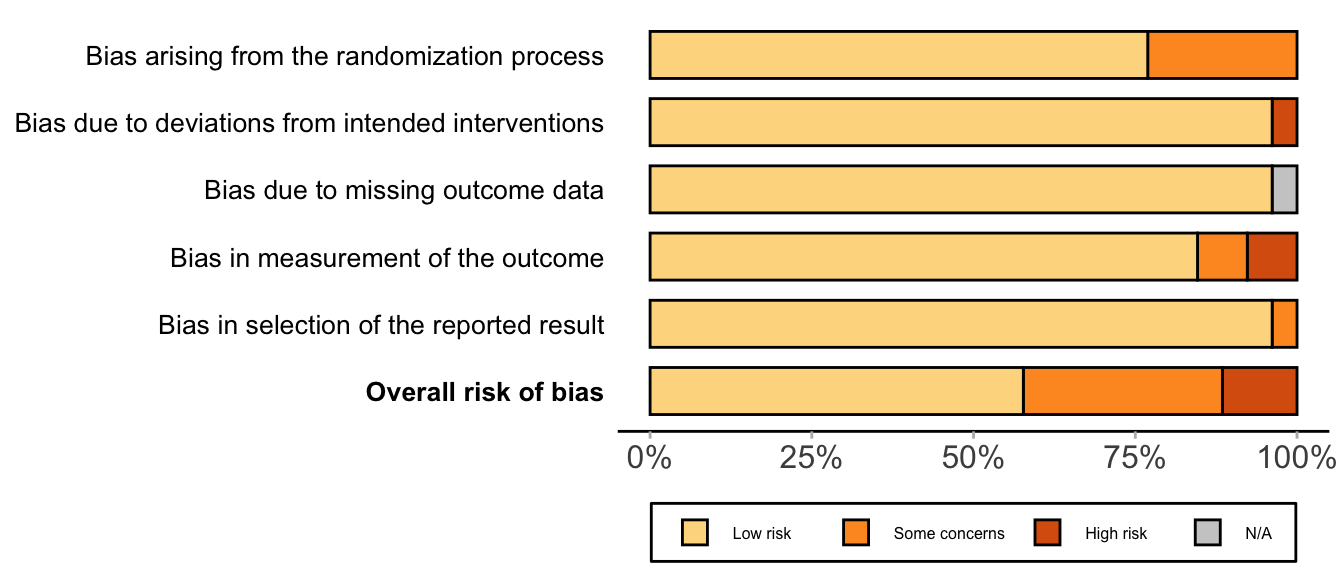 Bias arising from the randomization process
Bias due to deviations from intended interventions
Bias due to missing outcome data
Bias in measurement of the outcome
Bias in selection of the reported result
Overall risk of bias
0% 25% 50% 75% 100%
Low risk Some concerns High risk N/A